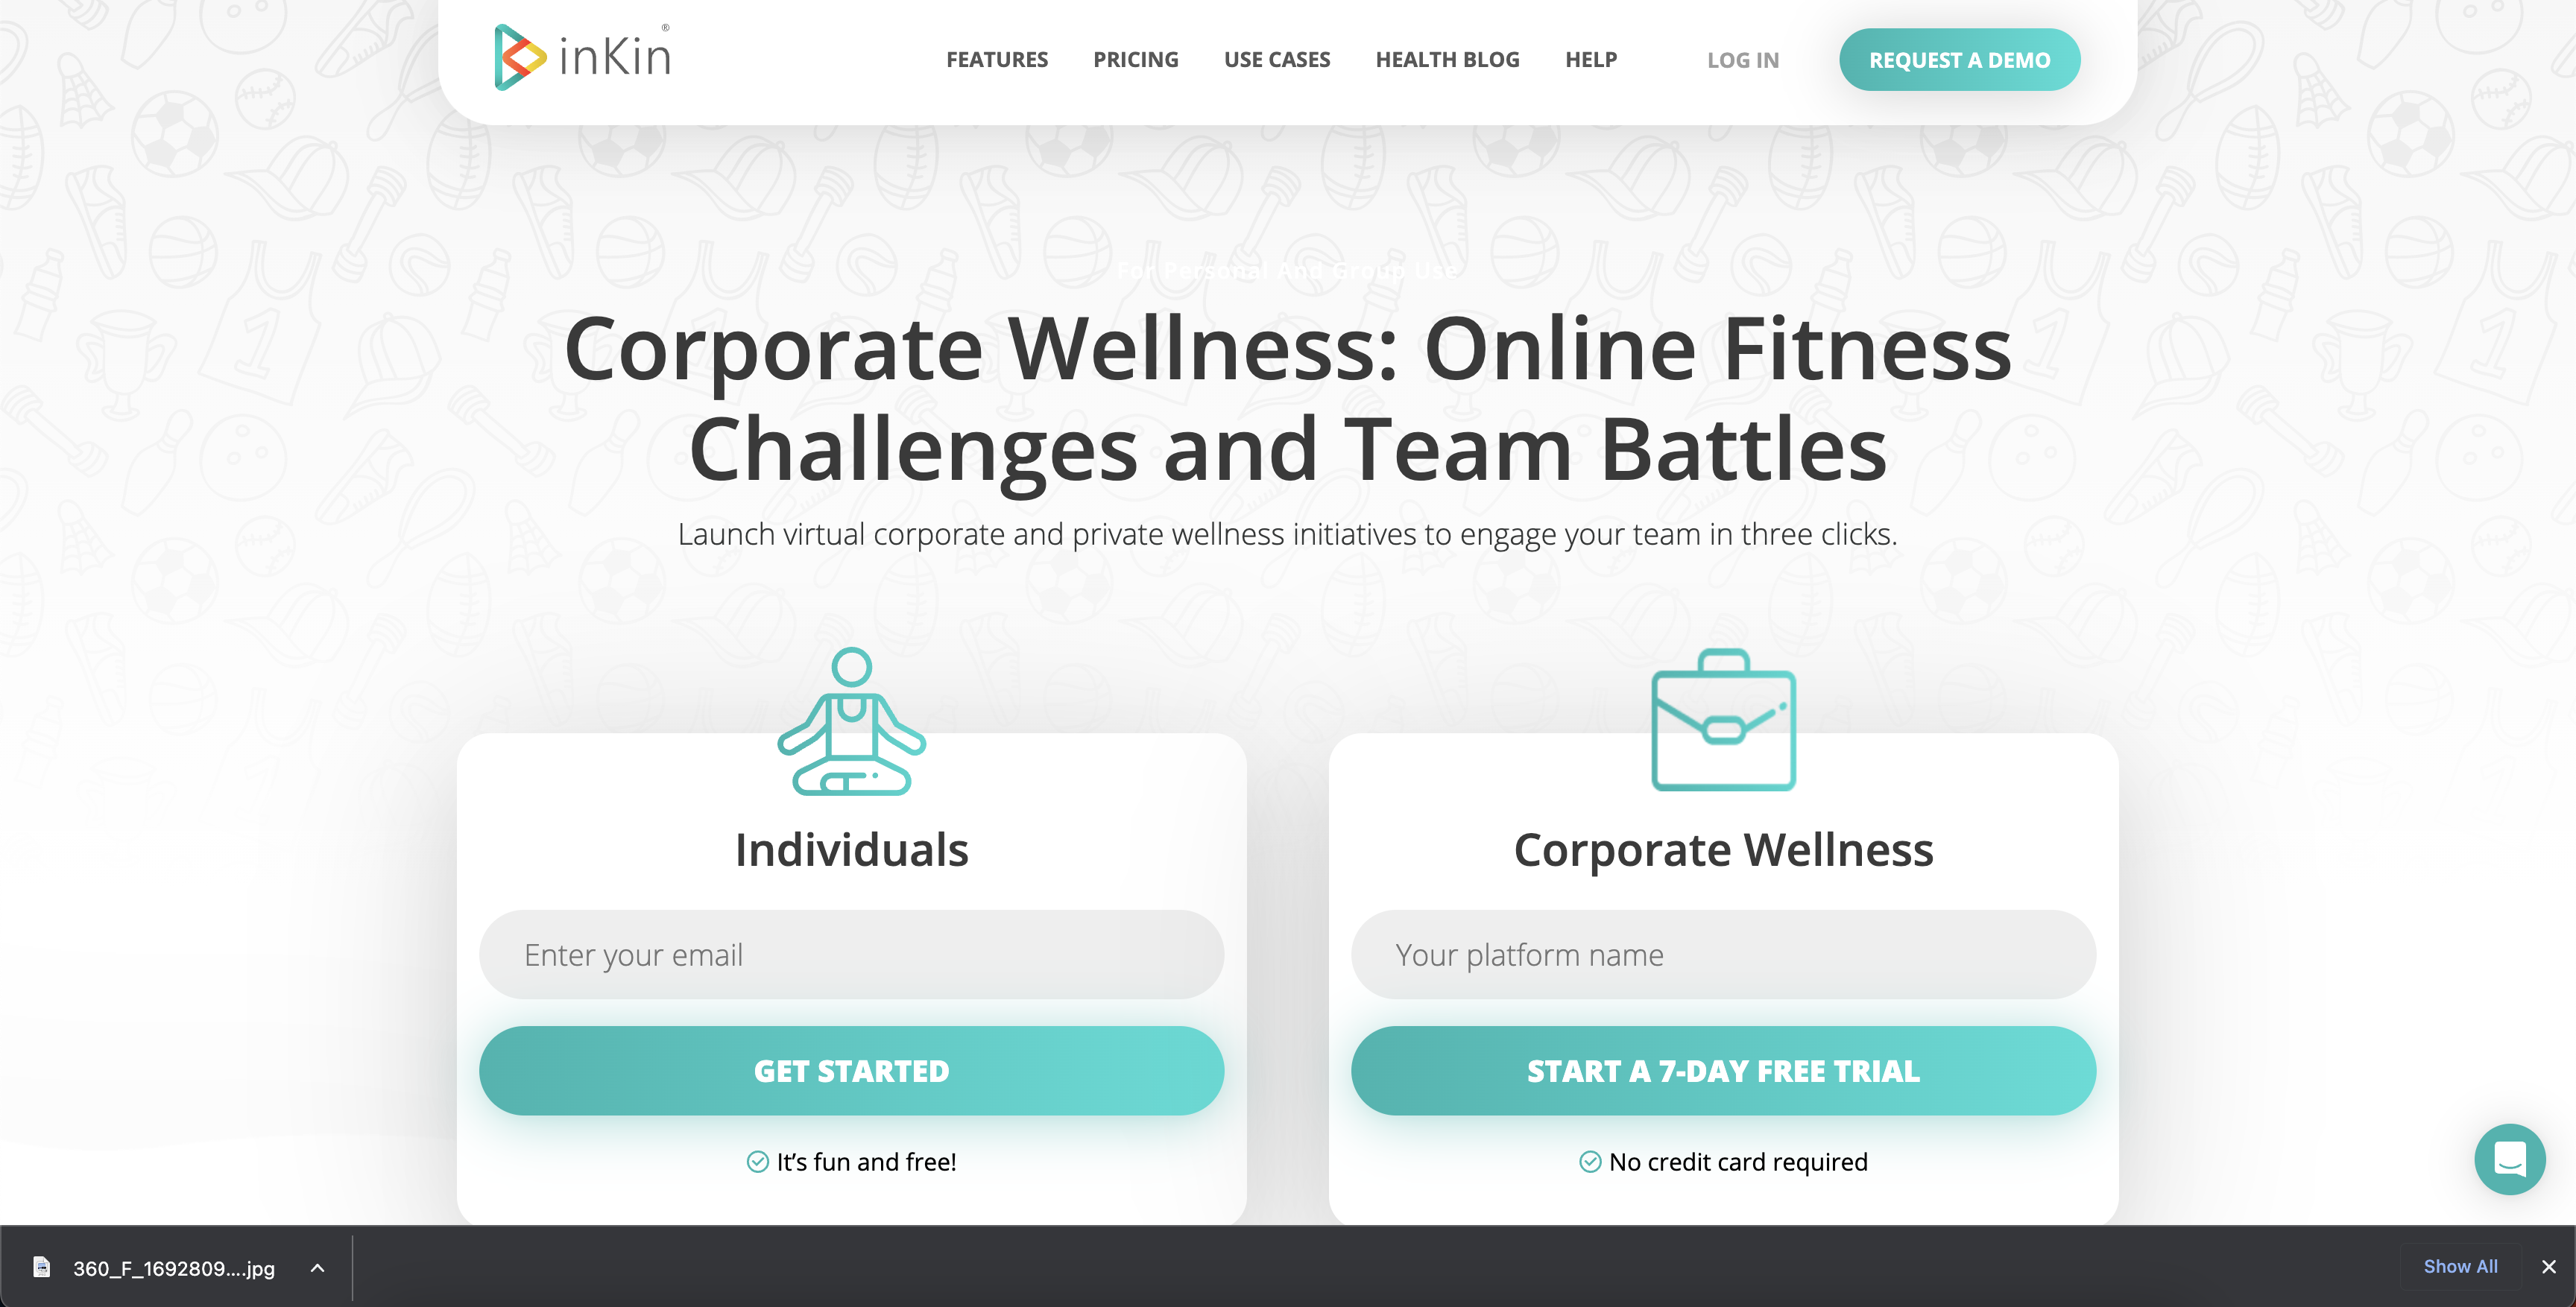 inKin®
FEATURES PRICING USE CASES HEALTH BLOG HELP LOG IN REQUEST A DEMO
For Personal And Group Use
Corporate Wellness: Online Fitness
Challenges and Team Battles
Launch virtual corporate and private wellness initiatives to engage your team in three clicks.
Individuals
Enter your email
GET STARTED
It's fun and free!
Corporate Wellness
Your platform name
START A 7-DAY FREE TRIAL
No credit card required
360_F_1692809....jpg
Show All